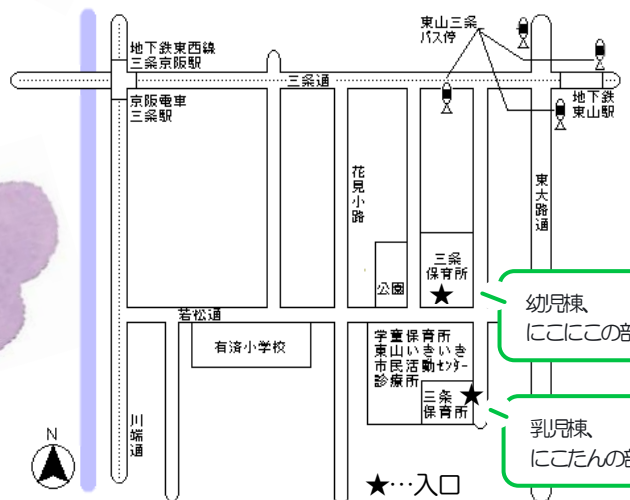 東山三条
バス停
地下鉄東西線
三条京阪駅
三条通
京阪電車
三条駅
地下鉄
東山駅
花見小路
東大路通
三条
保育所
公園
幼児棟、
にこにこの部
若松通
有済小学校
学童保育所
東山いきいき
市民活動センター
診療所
三条
保育所
乳児棟、
にこたんの部
川端通
N
★…入口